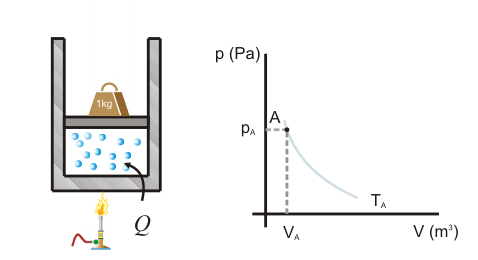 1kg
Q
p (Pa)
A
pA
TA
VA
V (m³)